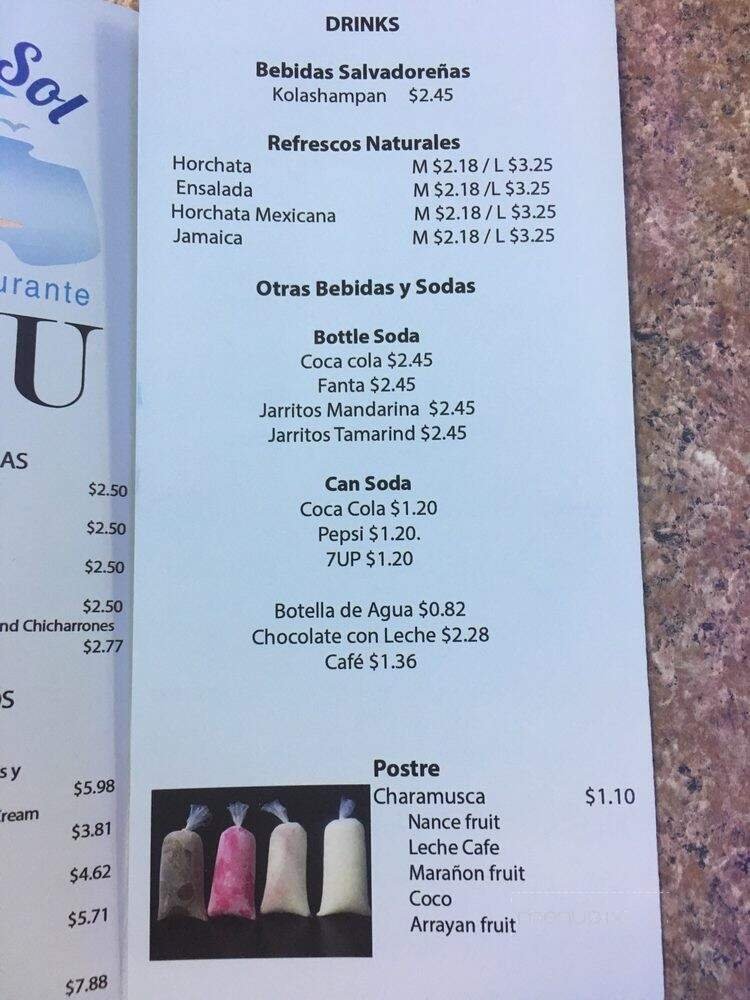 Sol
urante
U
AS
$2.50
$2.50
$2.50
$2.50
nd Chicharrones
$2.77
S
s y
$5.98
ream
$3.81
$4.62
$5.71
$7.88
DRINKS
Bebidas Salvadoreñas
Kolashampan $2.45
Refrescos Naturales
Horchata M $2.18 / L $3.25
Ensalada M $2.18 /L $3.25
Horchata Mexicana M $2.18 / L $3.25
Jamaica M $2.18 / L $3.25
Otras Bebidas y Sodas
Bottle Soda
Coca cola $2.45
Fanta $2.45
Jarritos Mandarina $2.45
Jarritos Tamarind $2.45
Can Soda
Coca Cola $1.20
Pepsi $1.20.
7UP $1.20
Botella de Agua $0.82
Chocolate con Leche $2.28
Café $1.36
Postre
Charamusca $1.10
Nance fruit
Leche Cafe
Marañon fruit
Coco
Arrayan fruit